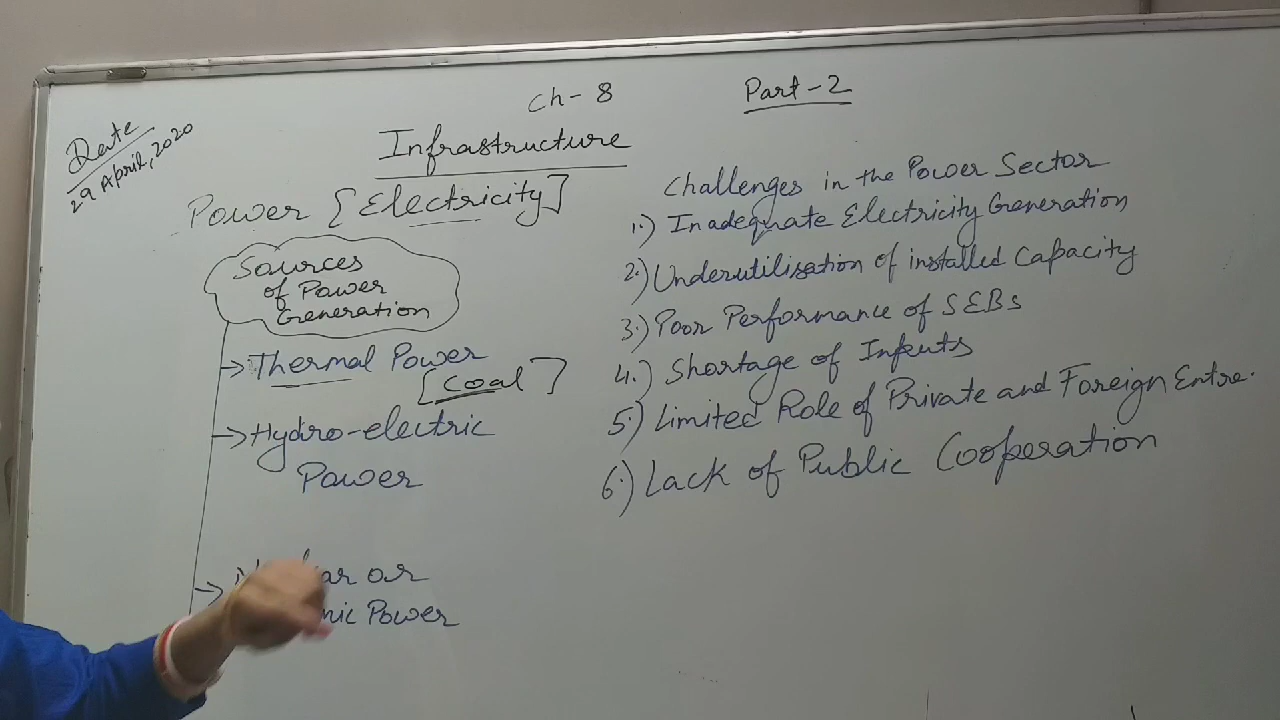 Ch-8
Part-2
Date
29 April, 2020
Infrastructure
Power [Electricity]
Sources
of Power
Generation
→ Thermal Power
[Coal]
→ Hydro-electric
Power
→ or
Power
Challenges in the Power Sector
1.) Inadequate Electricity Generation
2.) Underutilisation of installed Capacity
3.) Poor Performance of SEBs
4.) Shortage of Inputs
5.) Limited Role of Private and Foreign Entre.
6.) Lack of Public Cooperation